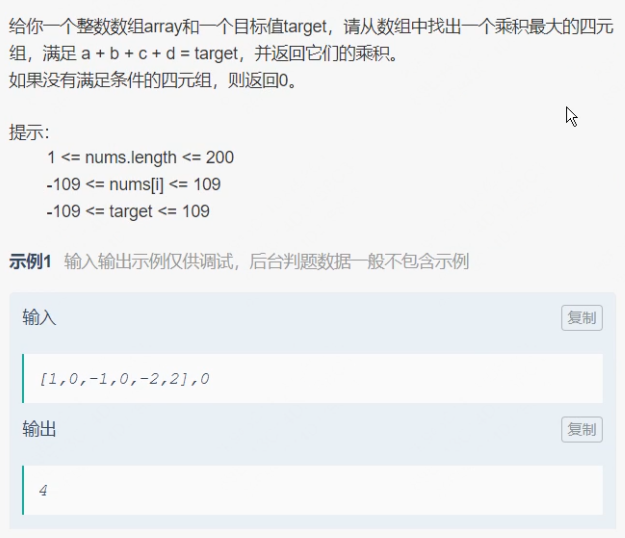 给你一个整数数组array和一个目标值target，请从数组中找出一个乘积最大的四元
组，满足 a + b + c + d = target，并返回它们的乘积。
如果没有满足条件的四元组，则返回0。
提示：
1 <= nums.length <= 200
-109 <= nums[i] <= 109
-109 <= target <= 109
示例1 输入输出示例仅供调试，后台判题数据一般不包含示例
输入 复制
[1,0,-1,0,-2,2],0
输出 复制
4